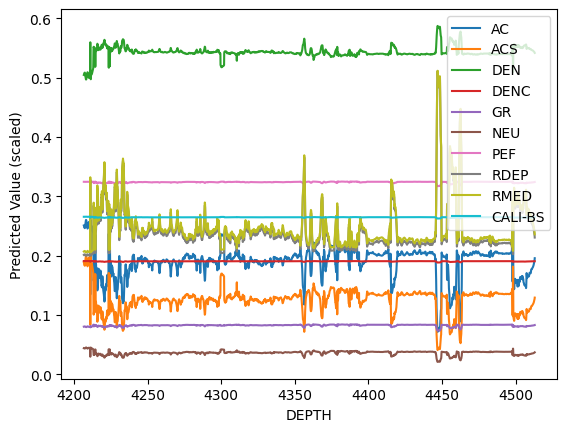 0.6
0.5
0.4
0.3
0.2
0.1
0.0
Predicted Value (scaled)
AC
ACS
DEN
DENC
GR
NEU
PEF
RDEP
RMED
CALI-BS
4200
4250
4300
4350
4400
4450
4500
DEPTH